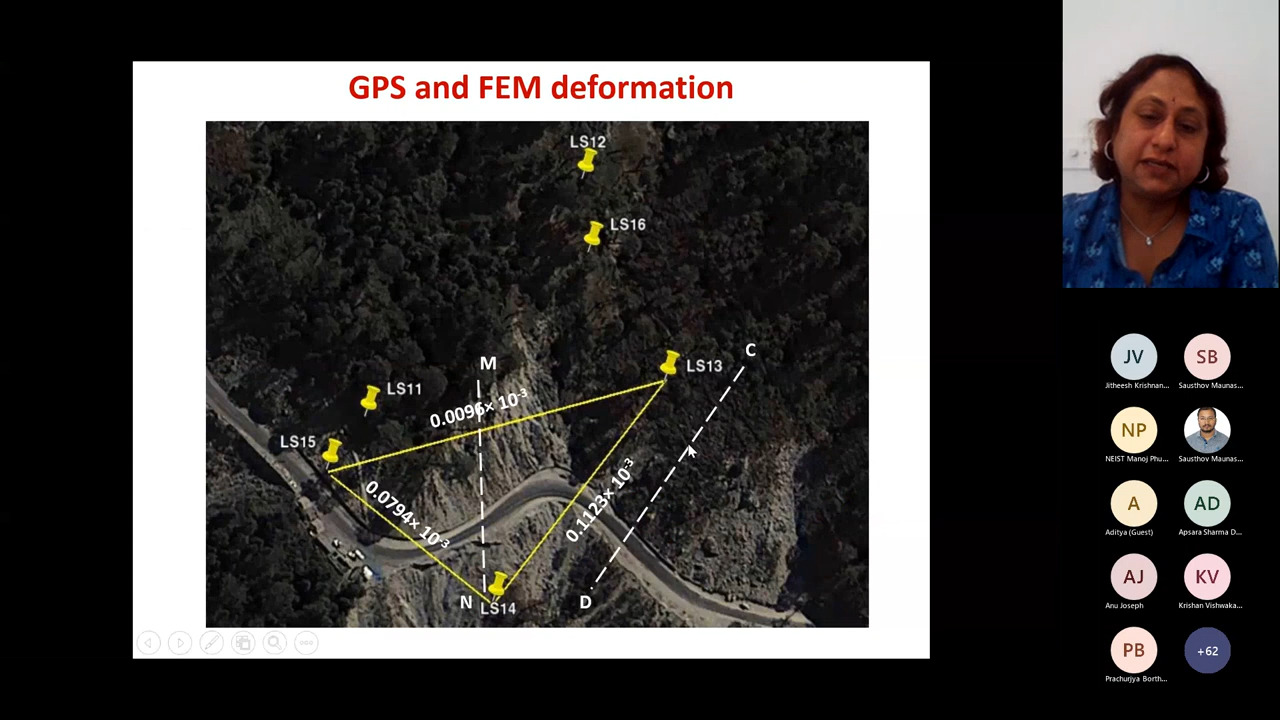 GPS and FEM deformation
LS12
LS16
M
C
LS13
LS11
0.0096× 10⁻³
LS15
0.0794× 10⁻³
0.1123× 10⁻³
N
LS14
D
JV
SB
Jitheesh Krishnan...
Sausthov Maunas...
NP
NEIST Manoj Phu...
Sausthov Maunas...
A
AD
Aditya (Guest)
Apsara Sharma D...
AJ
KV
Anu Joseph
Krishan Vishwaka...
PB
+62
Prachurjya Borth...